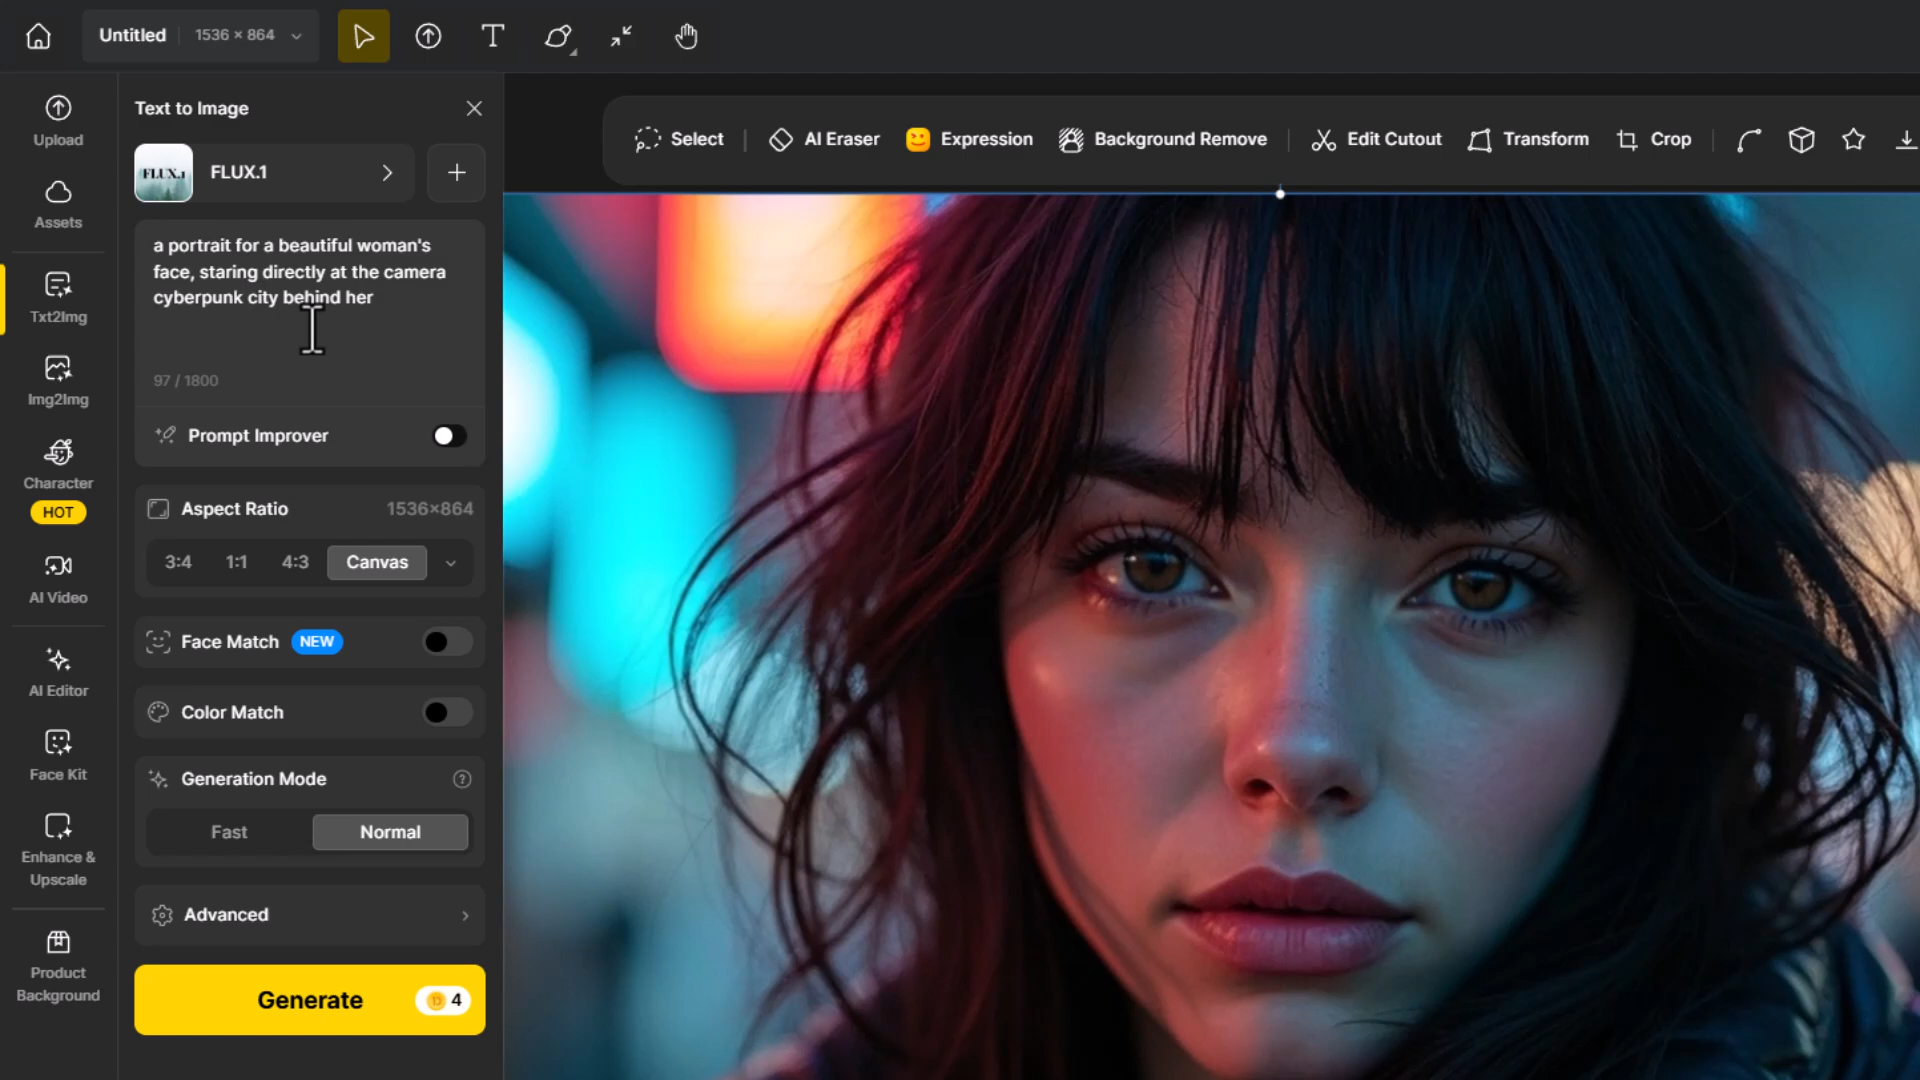 Untitled
1536 × 864
Upload
Assets
Txt2Img
Img2Img
Character
HOT
AI Video
AI Editor
Face Kit
Enhance &
Upscale
Product
Background
Text to Image
FLUX.1
FLUX.1
a portrait for a beautiful woman's
face, staring directly at the camera
cyberpunk city behind her
97 / 1800
Prompt Improver
Aspect Ratio
1536×864
3:4
1:1
4:3
Canvas
Face Match
NEW
Color Match
Generation Mode
Fast
Normal
Advanced
Generate
4
Select
AI Eraser
Expression
Background Remove
Edit Cutout
Transform
Crop